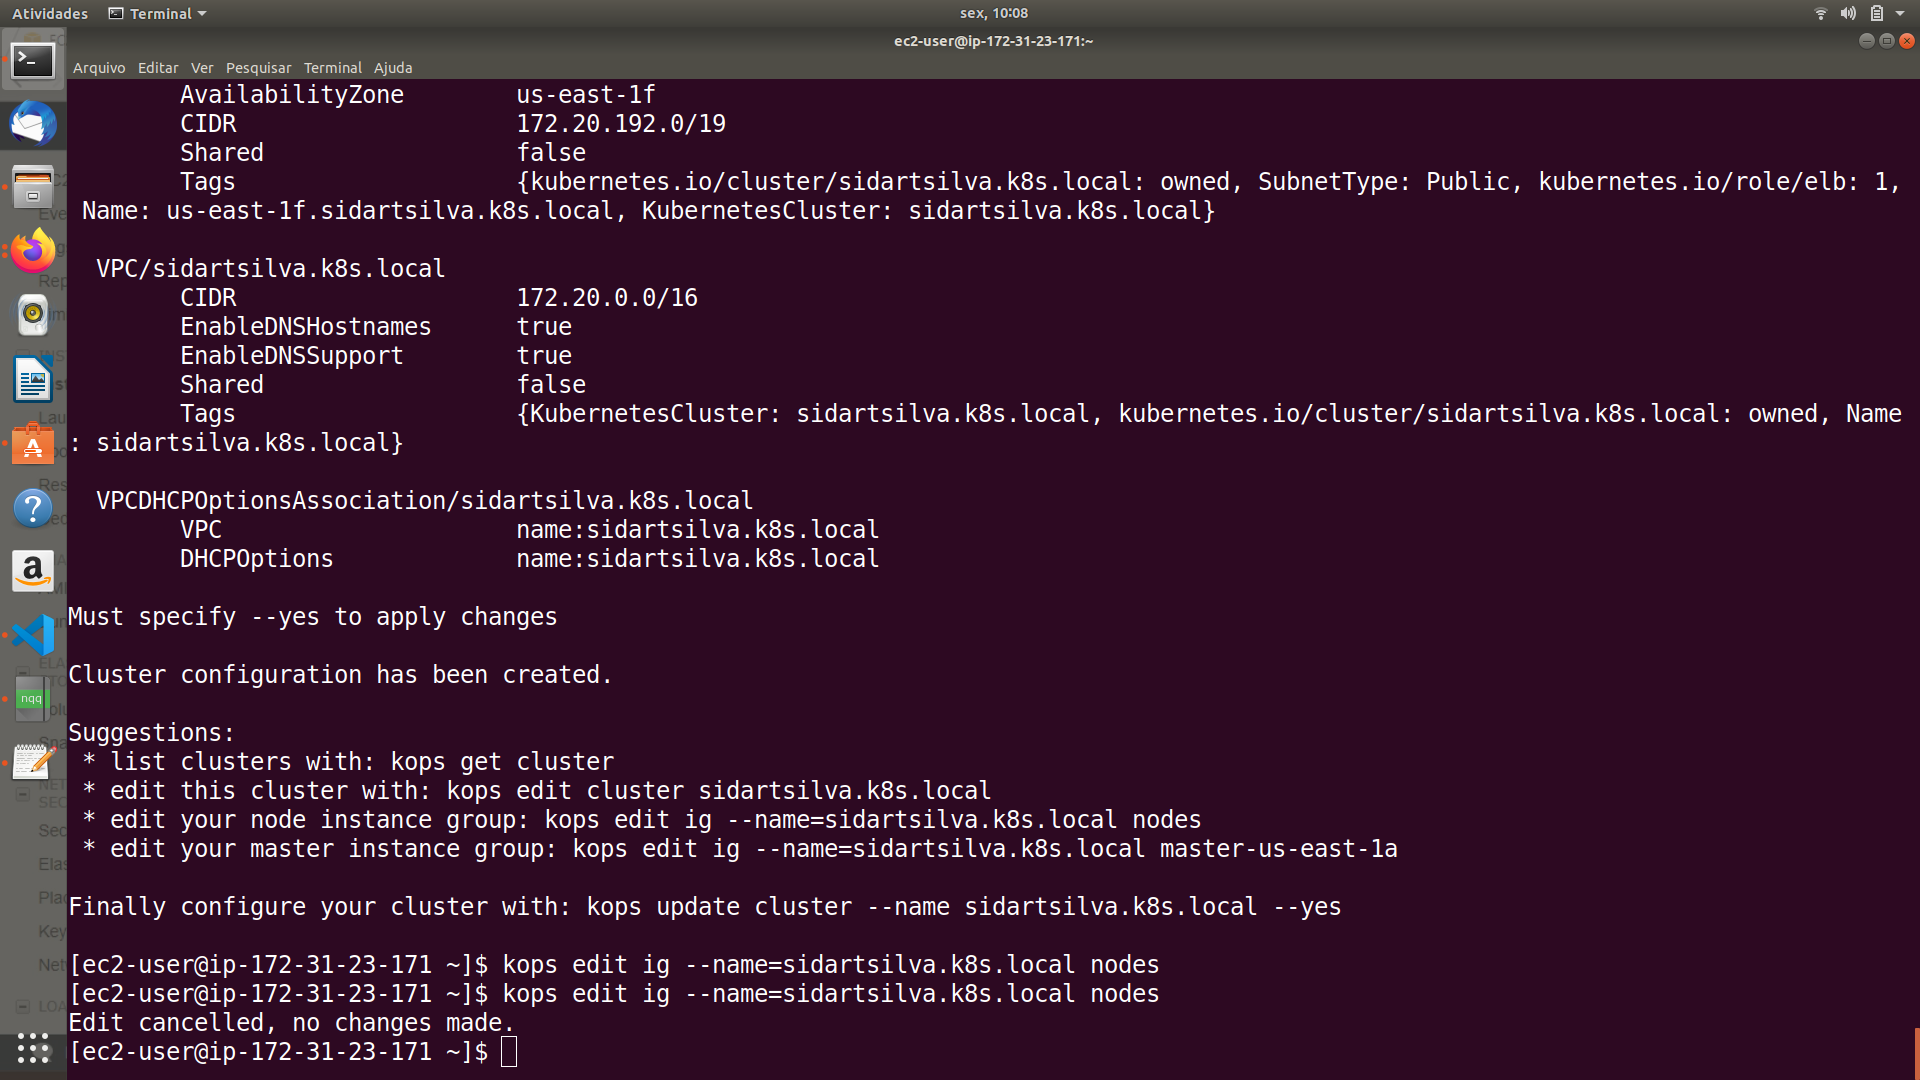 Atividades
Terminal
sex, 10:08
ec2-user@ip-172-31-23-171:~
Arquivo Editar Ver Pesquisar Terminal Ajuda
AvailabilityZone us-east-1f
CIDR 172.20.192.0/19
Shared false
Tags {kubernetes.io/cluster/sidartsilva.k8s.local: owned, SubnetType: Public, kubernetes.io/role/elb: 1,
Name: us-east-1f.sidartsilva.k8s.local, KubernetesCluster: sidartsilva.k8s.local}
VPC/sidartsilva.k8s.local
CIDR 172.20.0.0/16
EnableDNSHostnames true
EnableDNSSupport true
Shared false
Tags {KubernetesCluster: sidartsilva.k8s.local, kubernetes.io/cluster/sidartsilva.k8s.local: owned, Name
: sidartsilva.k8s.local}
VPCDHCPOptionsAssociation/sidartsilva.k8s.local
VPC name:sidartsilva.k8s.local
DHCPOptions name:sidartsilva.k8s.local
Must specify --yes to apply changes
Cluster configuration has been created.
Suggestions:
* list clusters with: kops get cluster
* edit this cluster with: kops edit cluster sidartsilva.k8s.local
* edit your node instance group: kops edit ig --name=sidartsilva.k8s.local nodes
* edit your master instance group: kops edit ig --name=sidartsilva.k8s.local master-us-east-1a
Finally configure your cluster with: kops update cluster --name sidartsilva.k8s.local --yes
[ec2-user@ip-172-31-23-171 ~]$ kops edit ig --name=sidartsilva.k8s.local nodes
[ec2-user@ip-172-31-23-171 ~]$ kops edit ig --name=sidartsilva.k8s.local nodes
Edit cancelled, no changes made.
[ec2-user@ip-172-31-23-171 ~]$
nqq